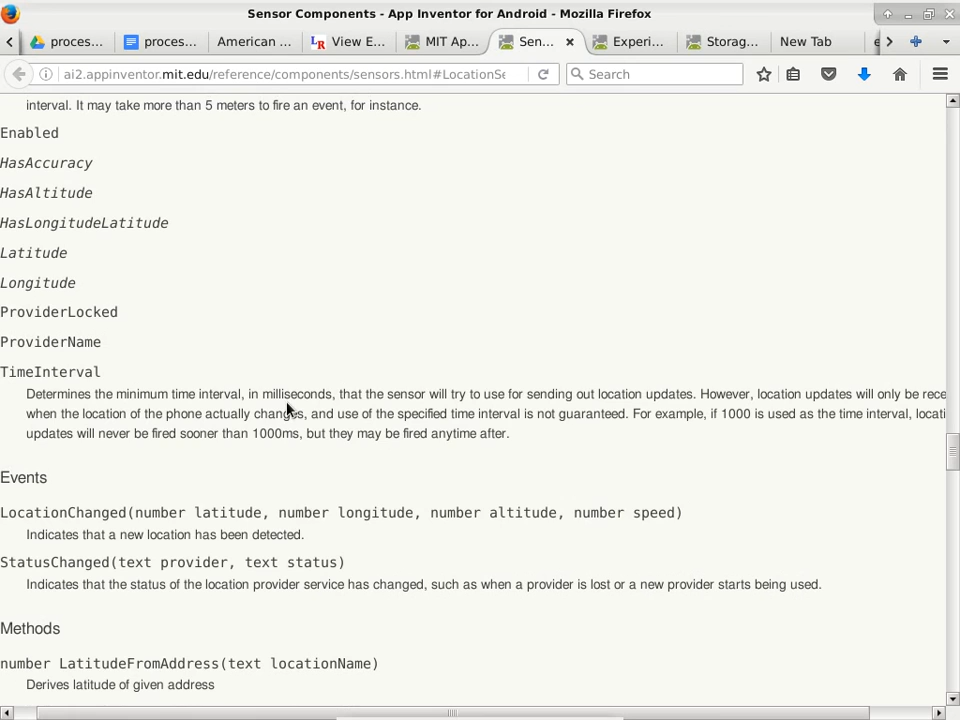 Sensor Components - App Inventor for Android - Mozilla Firefox
proces...
proces...
American ...
LR View E...
MIT Ap...
Sen...
Experi...
Storag...
New Tab
ai2.appinventor.mit.edu/reference/components/sensors.html#LocationSe
Search
interval. It may take more than 5 meters to fire an event, for instance.
Enabled
HasAccuracy
HasAltitude
HasLongitudeLatitude
Latitude
Longitude
ProviderLocked
ProviderName
TimeInterval
Determines the minimum time interval, in milliseconds, that the sensor will try to use for sending out location updates. However, location updates will only be rece
when the location of the phone actually changes, and use of the specified time interval is not guaranteed. For example, if 1000 is used as the time interval, locati
updates will never be fired sooner than 1000ms, but they may be fired anytime after.
Events
LocationChanged(number latitude, number longitude, number altitude, number speed)
Indicates that a new location has been detected.
StatusChanged(text provider, text status)
Indicates that the status of the location provider service has changed, such as when a provider is lost or a new provider starts being used.
Methods
number LatitudeFromAddress(text locationName)
Derives latitude of given address